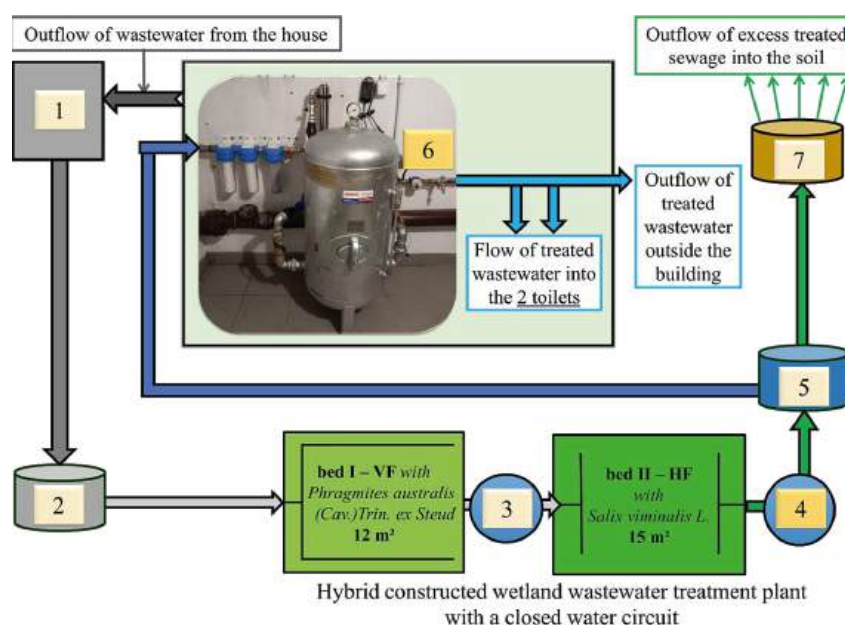 Outflow of wastewater from the house
Outflow of excess treated
sewage into the soil
1
6
7
Flow of treated
wastewater into
the 2 toilets
Outflow of
treated
wastewater
outside the
building
5
2
bed I – VF with
Phragmites australis
(Cav.)Trin. ex Steud
12 m²
3
bed II – HF
with
Salix viminalis L.
15 m²
4
Hybrid constructed wetland wastewater treatment plant
with a closed water circuit